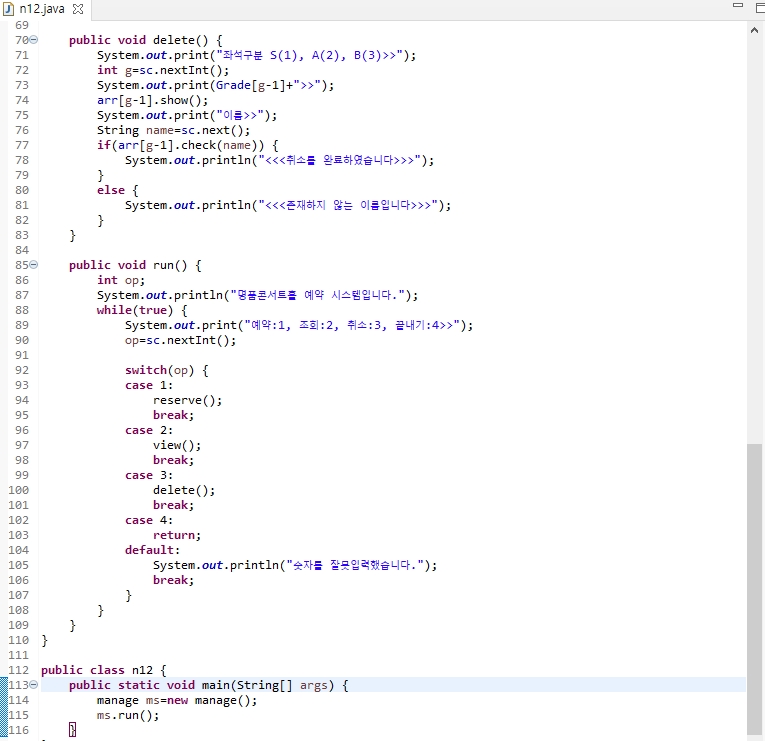 n12.java
69
70    public void delete() {
71        System.out.print("좌석구분 S(1), A(2), B(3)>>");
72        int g=sc.nextInt();
73        System.out.print(Grade[g-1]+">>");
74        arr[g-1].show();
75        System.out.print("이름>>");
76        String name=sc.next();
77        if(arr[g-1].check(name)) {
78            System.out.println("<<<취소를 완료하였습니다>>>");
79        }
80        else {
81            System.out.println("<<<존재하지 않는 이름입니다>>>");
82        }
83    }
84
85    public void run() {
86        int op;
87        System.out.println("명품콘서트홀 예약 시스템입니다.");
88        while(true) {
89            System.out.print("예약:1, 조회:2, 취소:3, 끝내기:4>>");
90            op=sc.nextInt();
91
92            switch(op) {
93            case 1:
94                reserve();
95                break;
96            case 2:
97                view();
98                break;
99            case 3:
100                delete();
101                break;
102            case 4:
103                return;
104            default:
105                System.out.println("숫자를 잘못입력했습니다.");
106                break;
107            }
108        }
109    }
110 }
111
112 public class n12 {
113    public static void main(String[] args) {
114        manage ms=new manage();
115        ms.run();
116    }